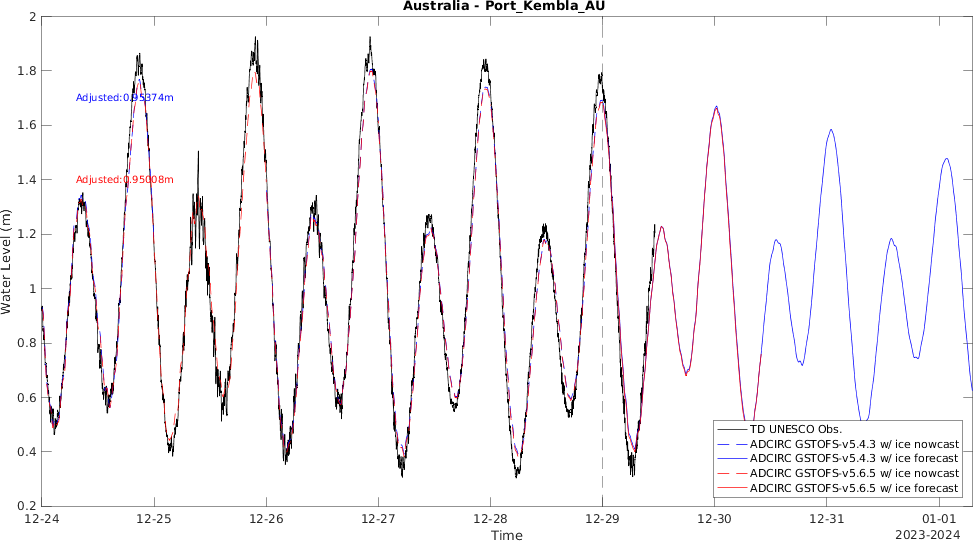 Australia - Port_Kembla_AU
2
1.8
1.6
1.4
1.2
1
0.8
0.6
0.4
0.2
Water Level (m)
Adjusted:0.95374m
Adjusted:0.95008m
TD UNESCO Obs.
ADCIRC GSTOFS-v5.4.3 w/ ice nowcast
ADCIRC GSTOFS-v5.4.3 w/ ice forecast
ADCIRC GSTOFS-v5.6.5 w/ ice nowcast
ADCIRC GSTOFS-v5.6.5 w/ ice forecast
12-24 12-25 12-26 12-27 12-28 12-29 12-30 12-31 01-01
Time
2023-2024